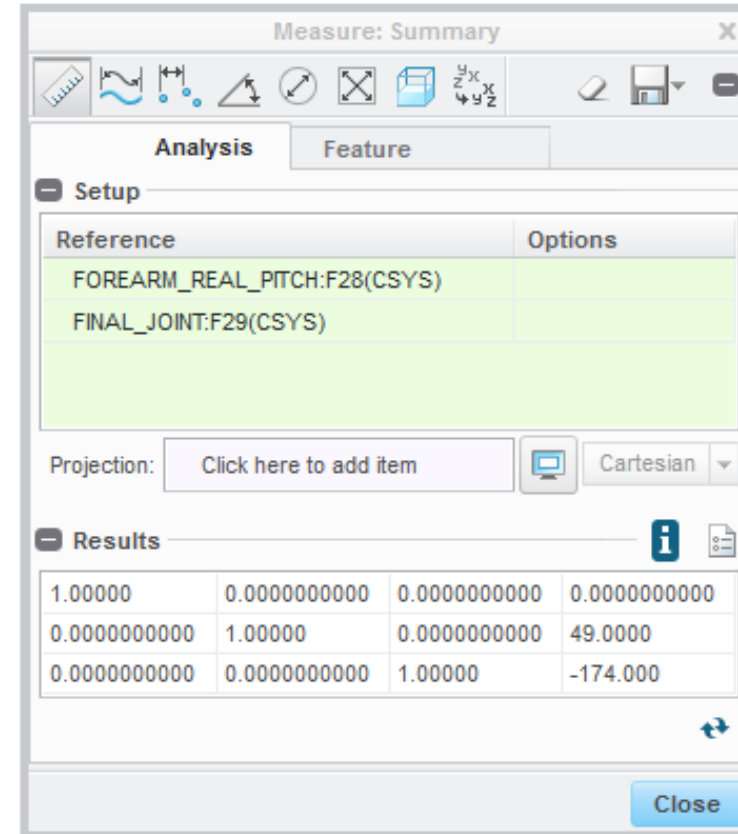 Measure: Summary X
Analysis Feature
Setup
Reference Options
FOREARM_REAL_PITCH:F28(CSYS)
FINAL_JOINT:F29(CSYS)
Projection: Click here to add item Cartesian
Results
1.00000 0.0000000000 0.0000000000 0.0000000000
0.0000000000 1.00000 0.0000000000 49.0000
0.0000000000 0.0000000000 1.00000 -174.000
Close